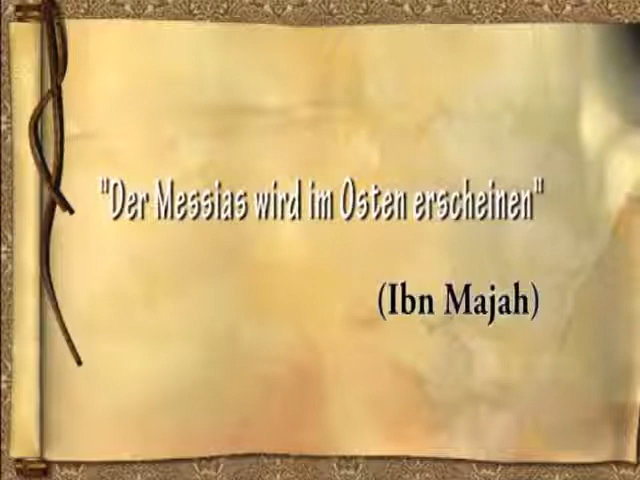 "Der Messias wird im Osten erscheinen"
(Ibn Majah)